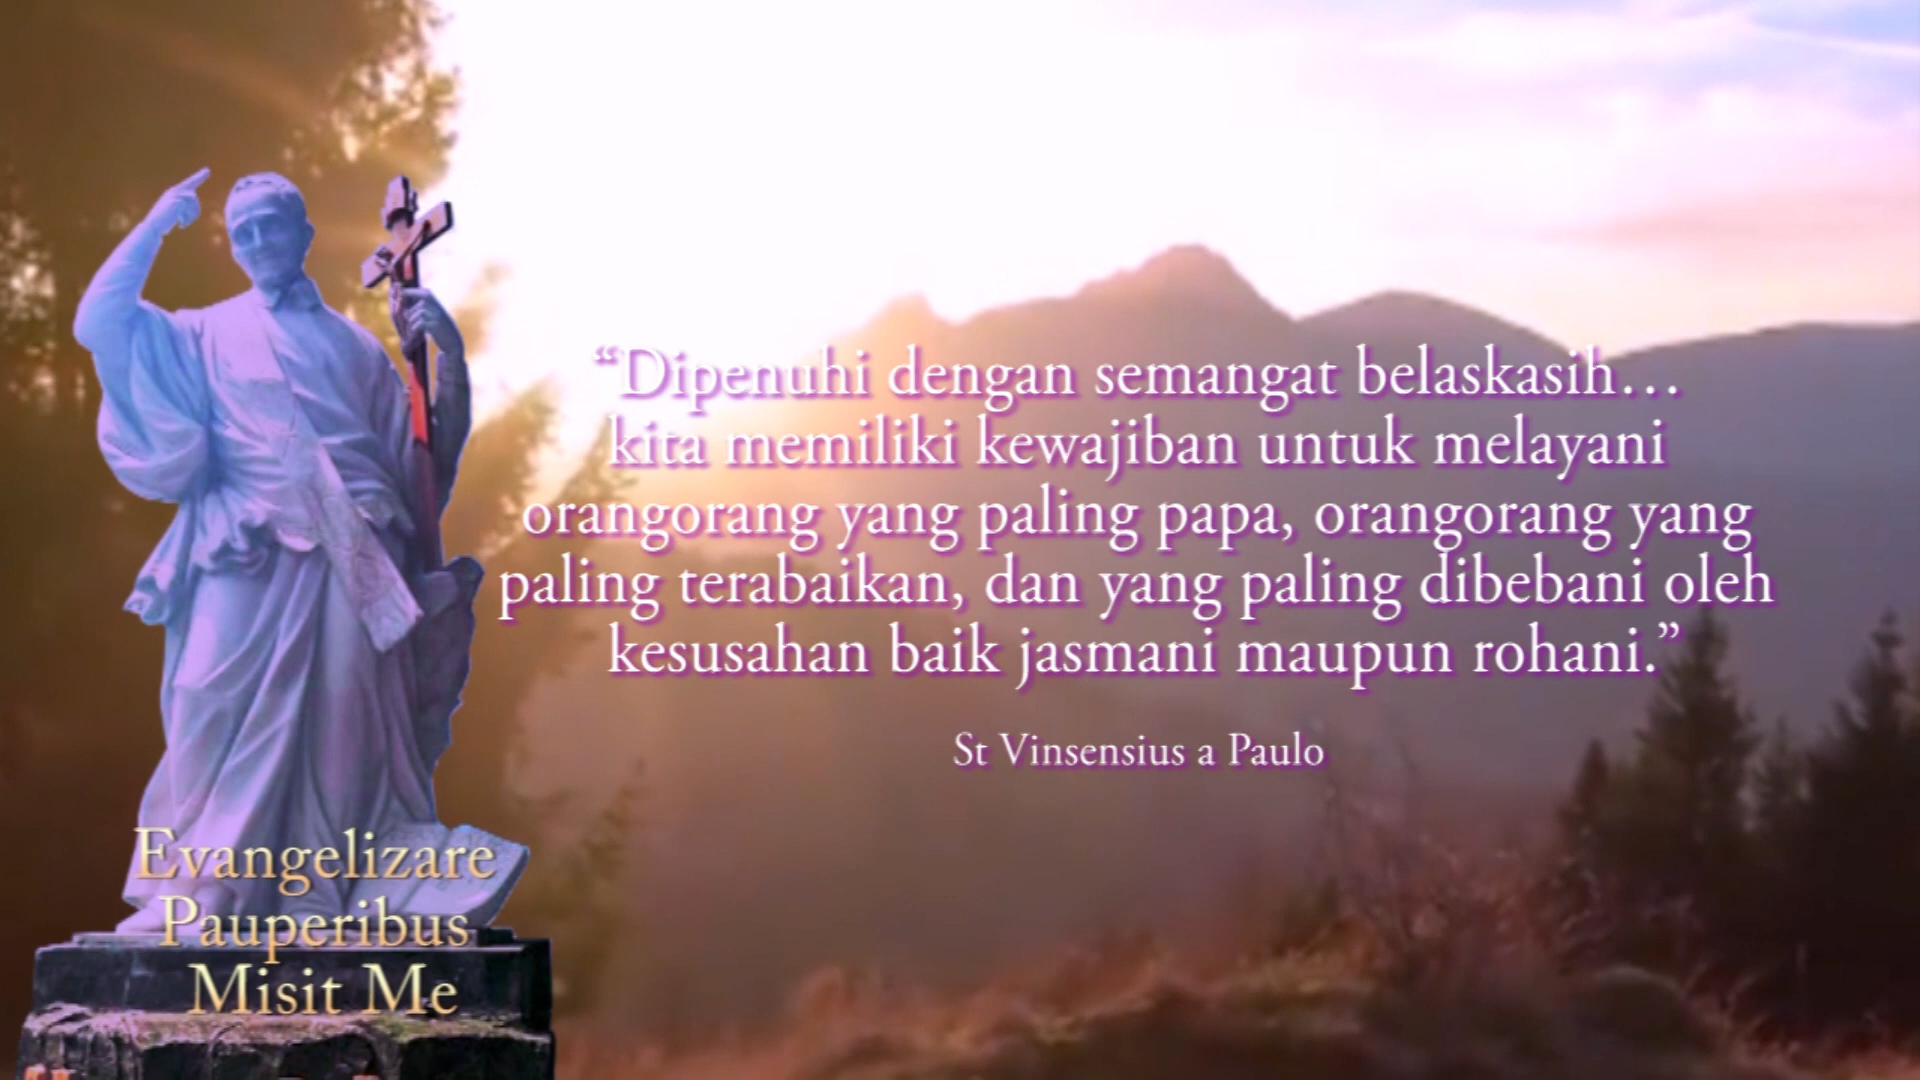 “Dipenuhi dengan semangat belaskasih…
kita memiliki kewajiban untuk melayani
orangorang yang paling papa, orangorang yang
paling terabaikan, dan yang paling dibebani oleh
kesusahan baik jasmani maupun rohani.”
St Vinsensius a Paulo
Evangelizare
Pauperibus
Misit Me